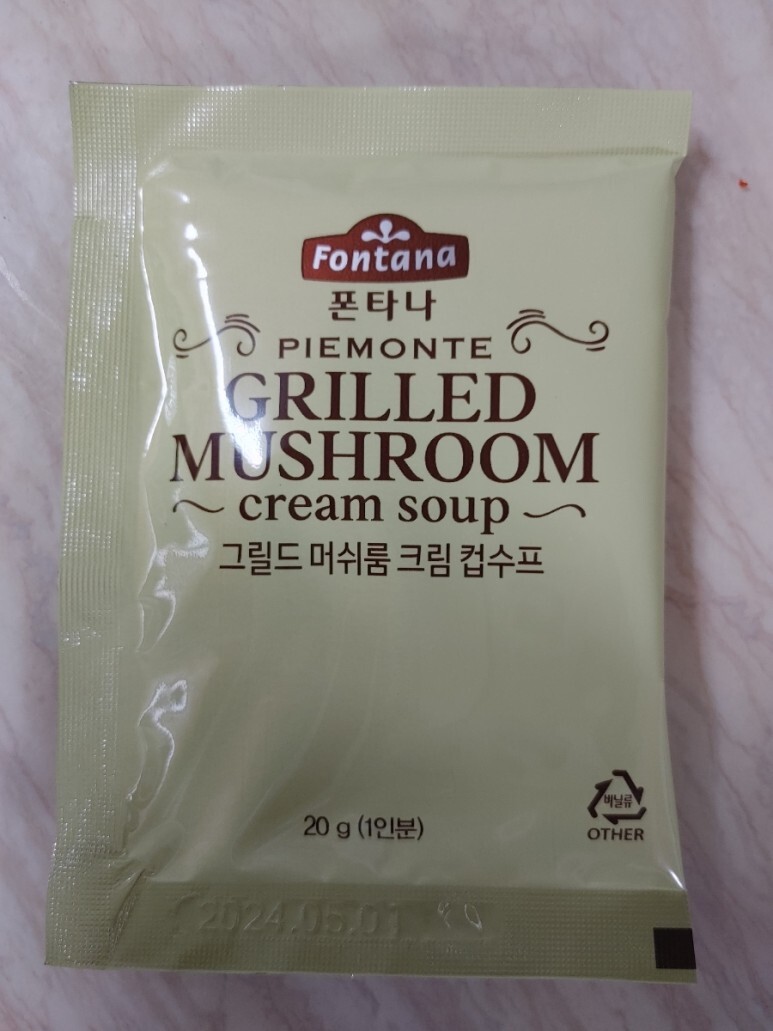 Fontana
폰타나
PIEMONTE
GRILLED
MUSHROOM
cream soup
그릴드 머쉬룸 크림 컵수프
20 g (1인분)
비닐류
OTHER
2024.05.01